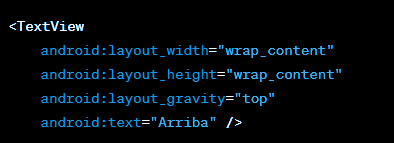 <TextView
    android:layout_width="wrap_content"
    android:layout_height="wrap_content"
    android:layout_gravity="top"
    android:text="Arriba" />